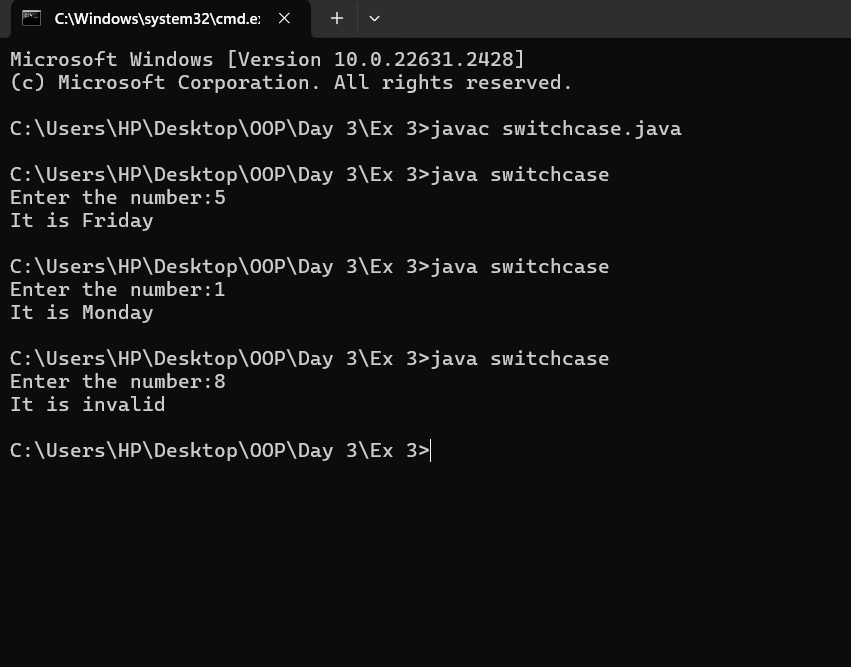 C:\Windows\system32\cmd.e:
Microsoft Windows [Version 10.0.22631.2428]
(c) Microsoft Corporation. All rights reserved.
C:\Users\HP\Desktop\OOP\Day 3\Ex 3>javac switchcase.java
C:\Users\HP\Desktop\OOP\Day 3\Ex 3>java switchcase
Enter the number:5
It is Friday
C:\Users\HP\Desktop\OOP\Day 3\Ex 3>java switchcase
Enter the number:1
It is Monday
C:\Users\HP\Desktop\OOP\Day 3\Ex 3>java switchcase
Enter the number:8
It is invalid
C:\Users\HP\Desktop\OOP\Day 3\Ex 3>